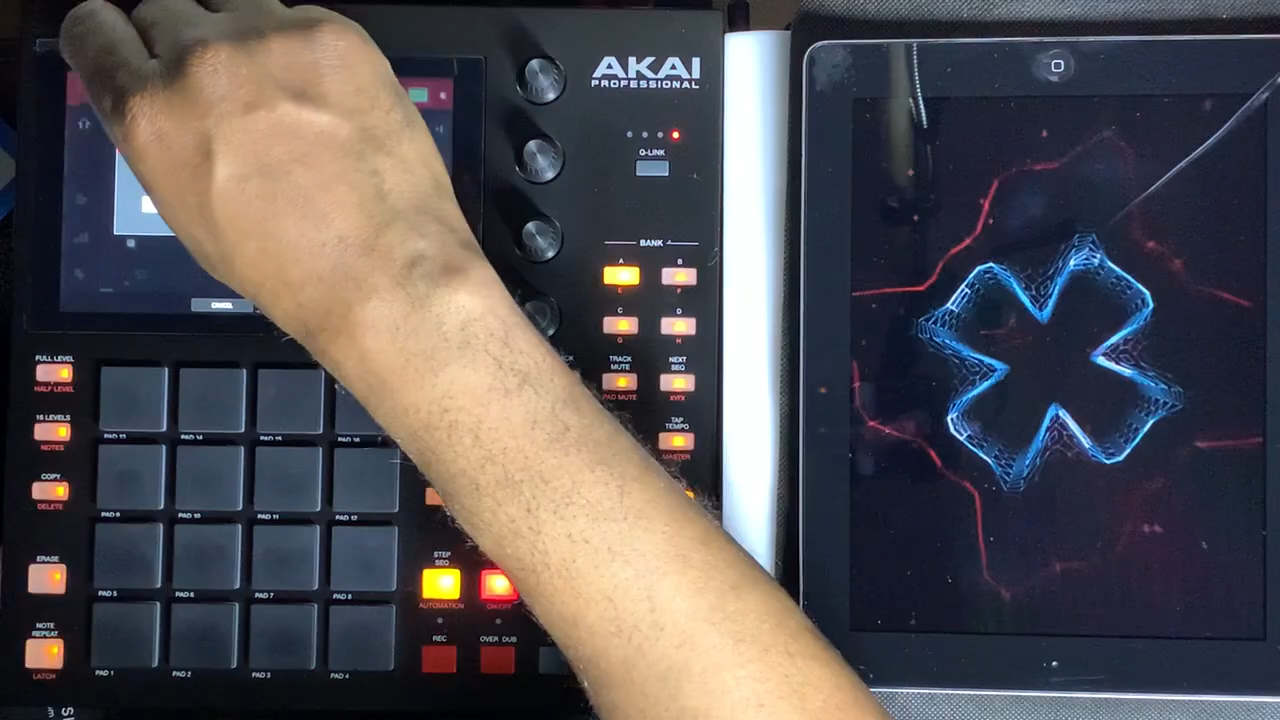 AKAI
PROFESSIONAL
Q-LINK
BANK
A
B
E
F
C
D
G
H
CANCEL
FULL LEVEL
HALF LEVEL
TRACK
MUTE
NEXT
SEQ
PAD MUTE
XYFX
16 LEVELS
NOTES
TAP
TEMPO
MASTER
COPY
DELETE
PAD 13
PAD 14
PAD 15
PAD 16
PAD 9
PAD 10
PAD 11
PAD 12
ERASE
STEP
SEQ
AUTOMATION
ON/OFF
PAD 5
PAD 6
PAD 7
PAD 8
NOTE
REPEAT
LATCH
REC
OVER DUB
PAD 1
PAD 2
PAD 3
PAD 4